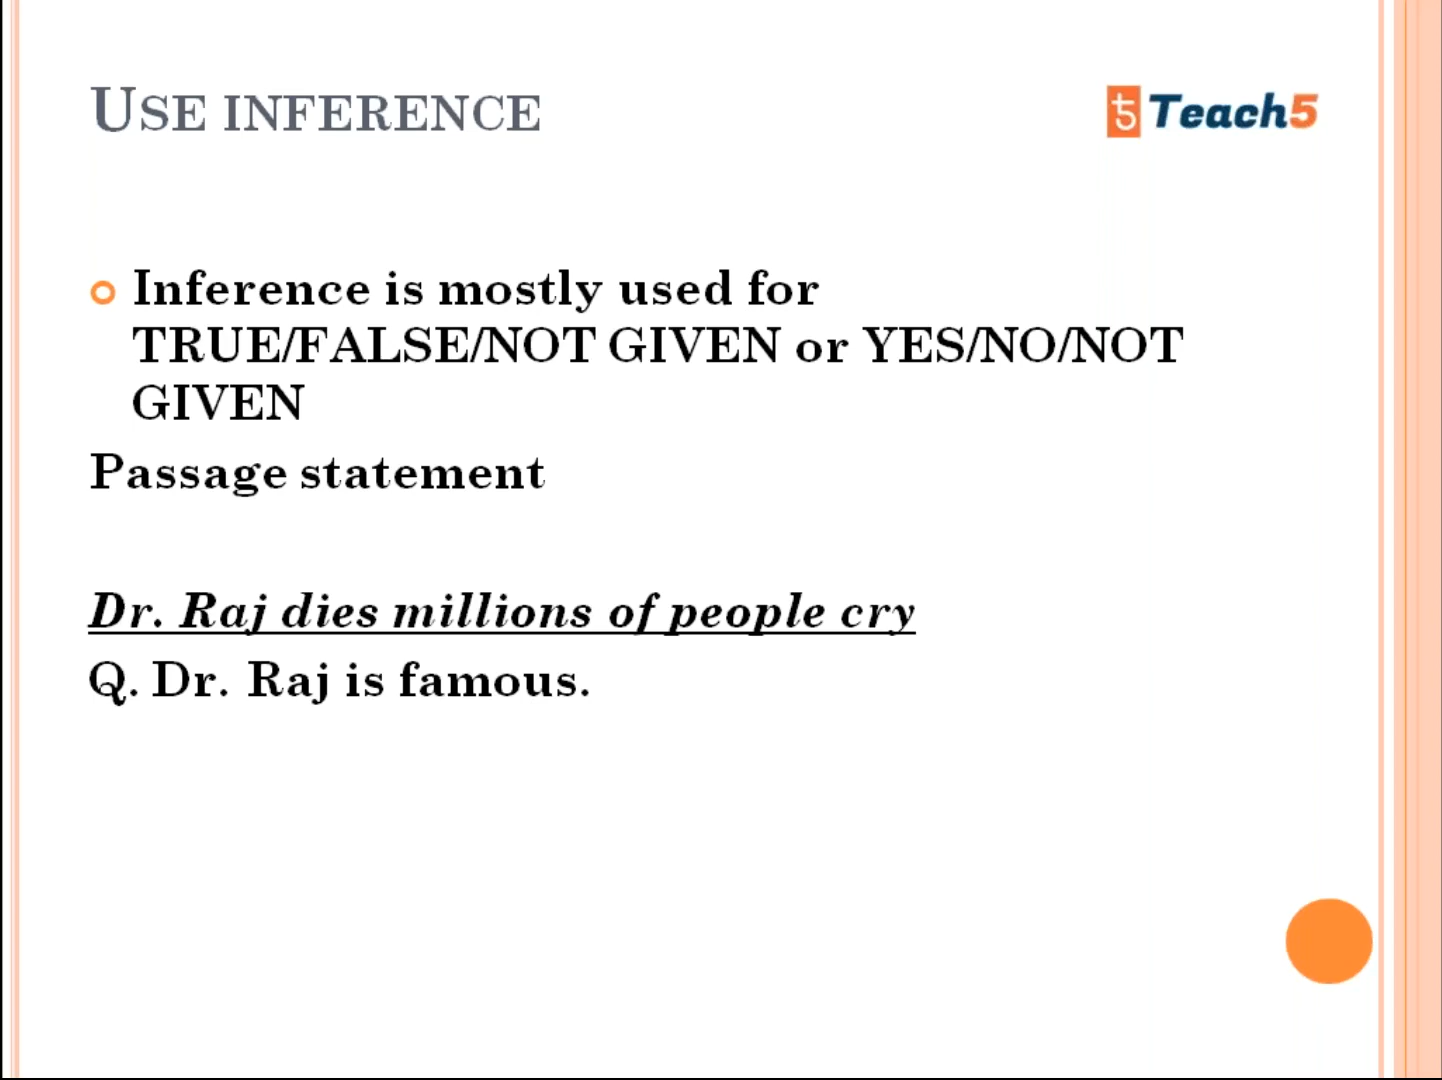 USE INFERENCE
ち Teach5
Inference is mostly used for
TRUE/FALSE/NOT GIVEN or YES/NO/NOT
GIVEN
Passage statement
Dr. Raj dies millions of people cry
Q. Dr. Raj is famous.